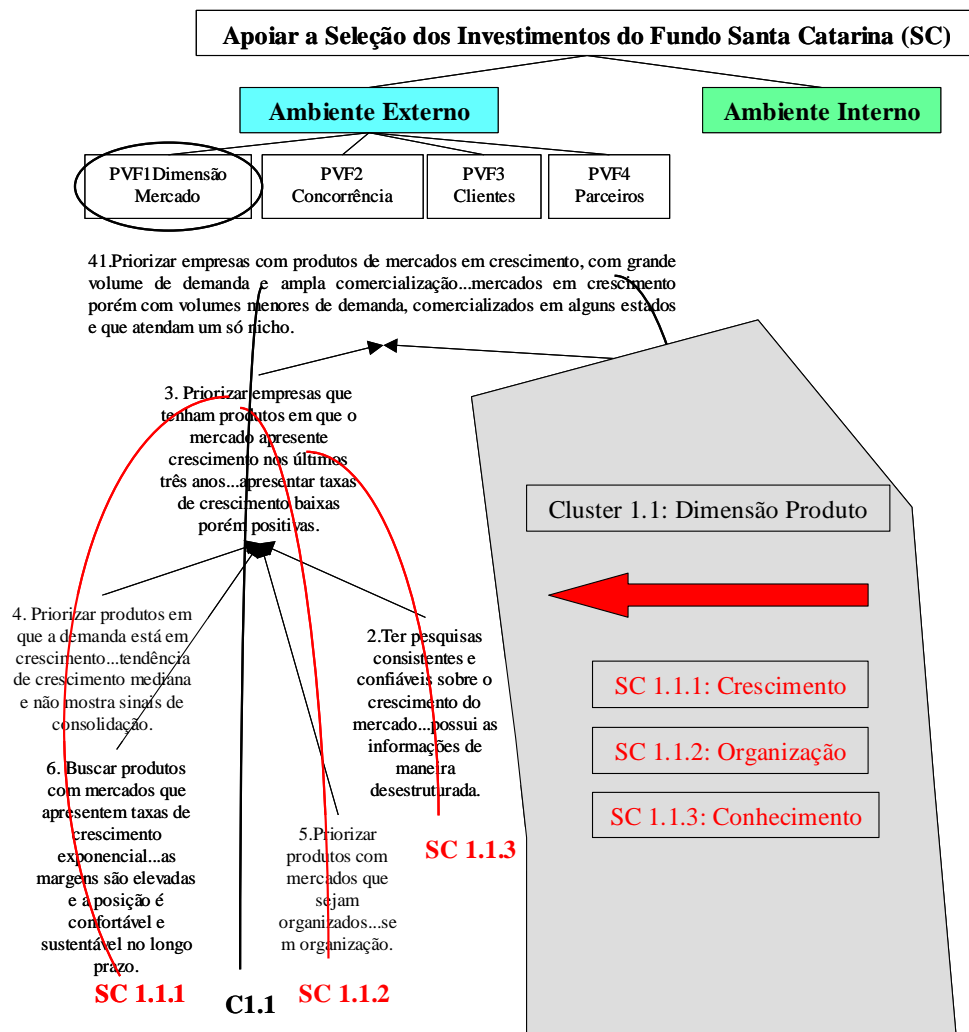 Apoiar a Seleção dos Investimentos do Fundo Santa Catarina (SC)
Ambiente Externo
Ambiente Interno
PVF1Dimensão
Mercado
PVF2
Concorrência
PVF3
Clientes
PVF4
Parceiros
41.Priorizar empresas com produtos de mercados em crescimento, com grande
volume de demanda e ampla comercialização...mercados em crescimento
porém com volumes menores de demanda, comercializados em alguns estados
e que atendam um só nicho.
3. Priorizar empresas que
tenham produtos em que o
mercado apresente
crescimento nos últimos
três anos...apresentar taxas
de crescimento baixas
porém positivas.
Cluster 1.1: Dimensão Produto
4. Priorizar produtos em
que a demanda está em
crescimento...tendência
de crescimento mediana
e não mostra sinais de
consolidação.
2.Ter pesquisas
consistentes e
confiáveis sobre o
crescimento do
mercado...possui as
informações de
maneira
desestruturada.
SC 1.1.1: Crescimento
SC 1.1.2: Organização
SC 1.1.3: Conhecimento
6. Buscar produtos
com mercados que
apresentem taxas de
crescimento
exponencial...as
margens são elevadas
e a posição é
confortável e
sustentável no longo
prazo.
5.Priorizar
produtos com
mercados que
sejam
organizados...se
m organização.
SC 1.1.3
SC 1.1.1
C1.1
SC 1.1.2